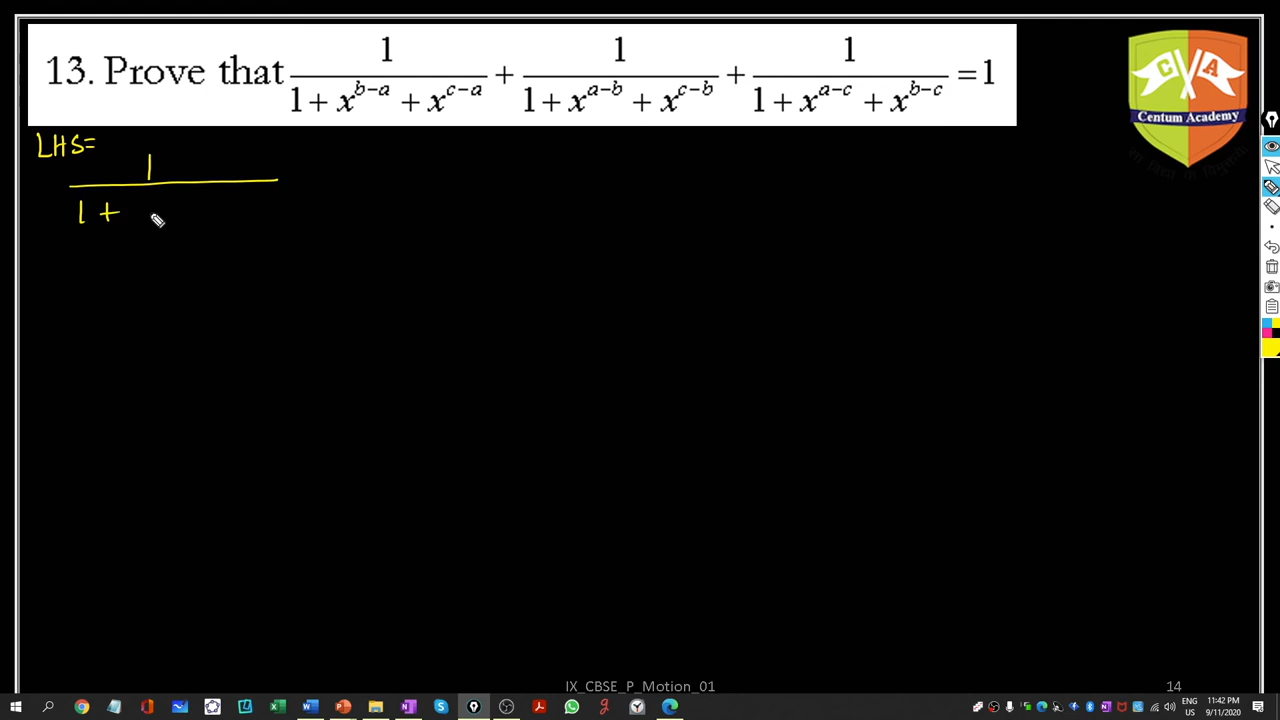 13. Prove that 1/(1 + x^{b−a} + x^{c−a}) + 1/(1 + x^{a−b} + x^{c−b}) + 1/(1 + x^{a−c} + x^{b−c}) = 1
C A
Centum Academy
LHS=
1
1 +
IX_CBSE_P_Motion_01
14
ENG
US
11:42 PM
9/11/2020